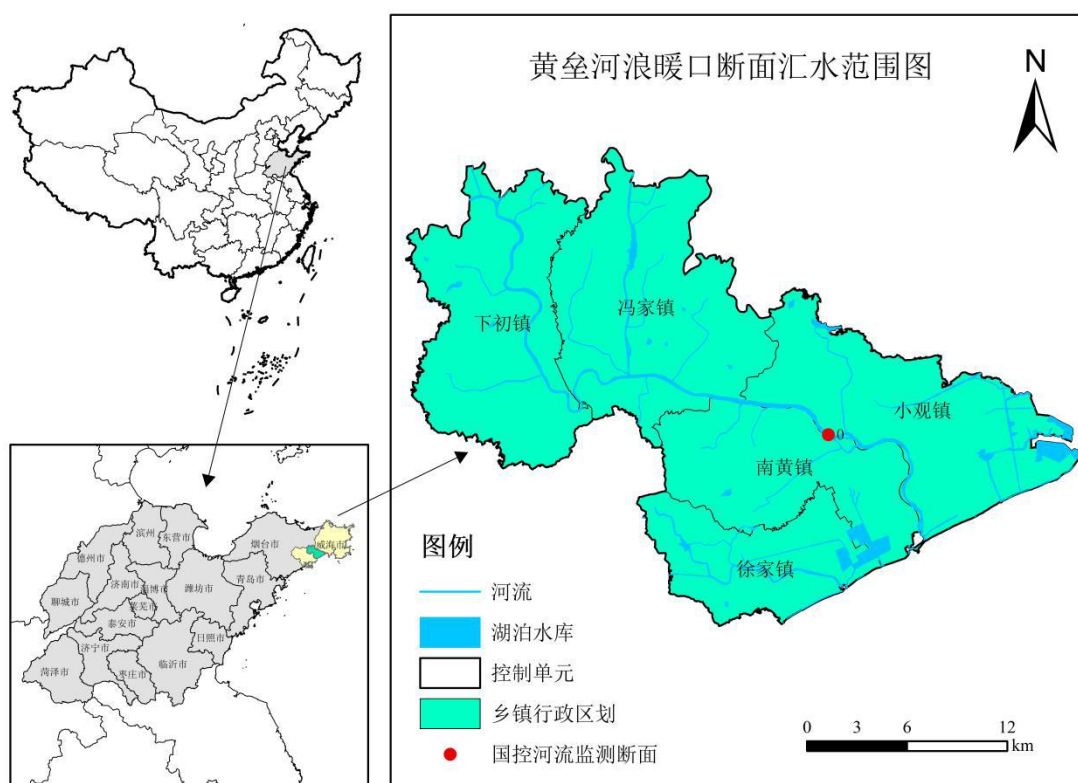 黄垒河浪暖口断面汇水范围图
N
下初镇
冯家镇
小观镇
0
南黄镇
徐家镇
图例
河流
湖泊水库
控制单元
乡镇行政区划
国控河流监测断面
0 3 6 12
km
滨州
东营市
德州市
烟台市
威海市
济南市
淄博市
潍坊市
青岛市
聊城市
莱芜市
泰安市
日照市
济宁市
菏泽市
临沂市
枣庄市